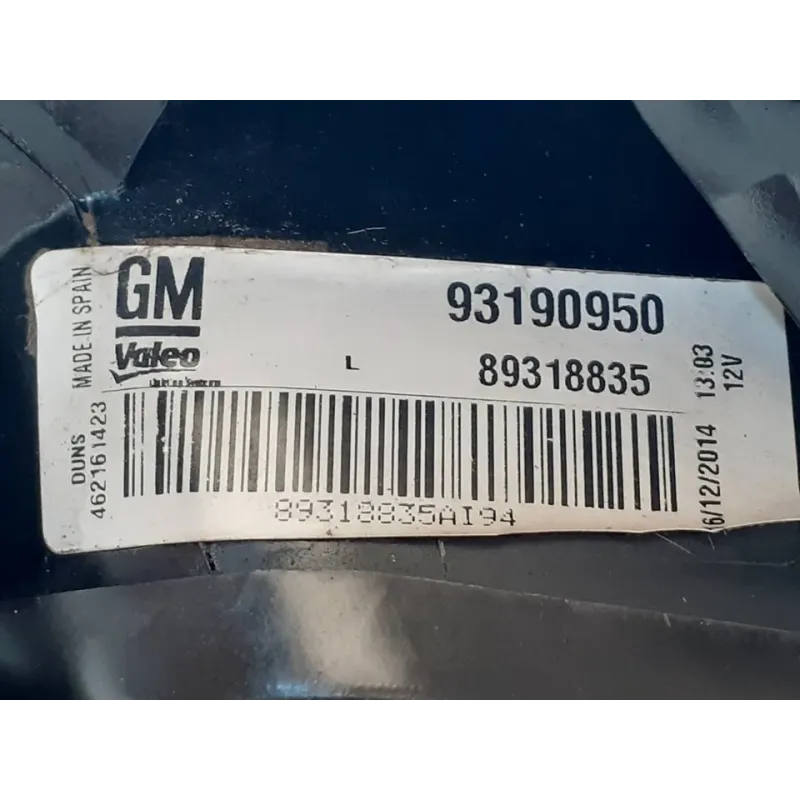 MADE IN SPAIN
DUNS
462161423
GM
93190950
Valeo
L
89318835
89318835AI94
6/12/2014 13:03
12V